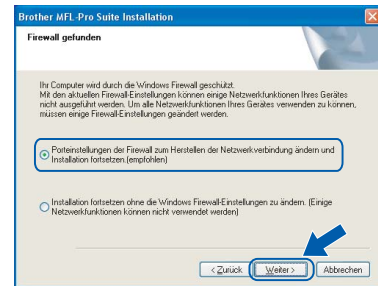 Brother MFL-Pro Suite Installation
Firewall gefunden
Ihr Computer wird durch die Windows Firewall geschützt.
Mit den aktuellen Firewall-Einstellungen können einige Netzwerkfunktionen Ihres Gerätes
nicht ausgeführt werden. Um alle Netzwerkfunktionen Ihres Gerätes verwenden zu können,
müssen einige Firewall-Einstellungen geändert werden.
Porteinstellungen der Firewall zum Herstellen der Netzwerkverbindung ändern und
Installation fortsetzen.(empfohlen)
Installation fortsetzen ohne die Windows Firewall-Einstellungen zu ändern. (Einige
Netzwerkfunktionen können nicht verwendet werden)
< Zurück Weiter > Abbrechen